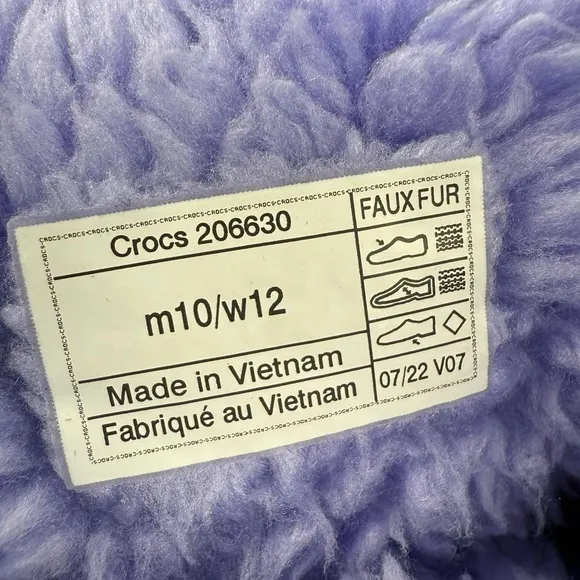 Crocs 206630
FAUX FUR
m10/w12
Made in Vietnam
Fabriqué au Vietnam
07/22 V07